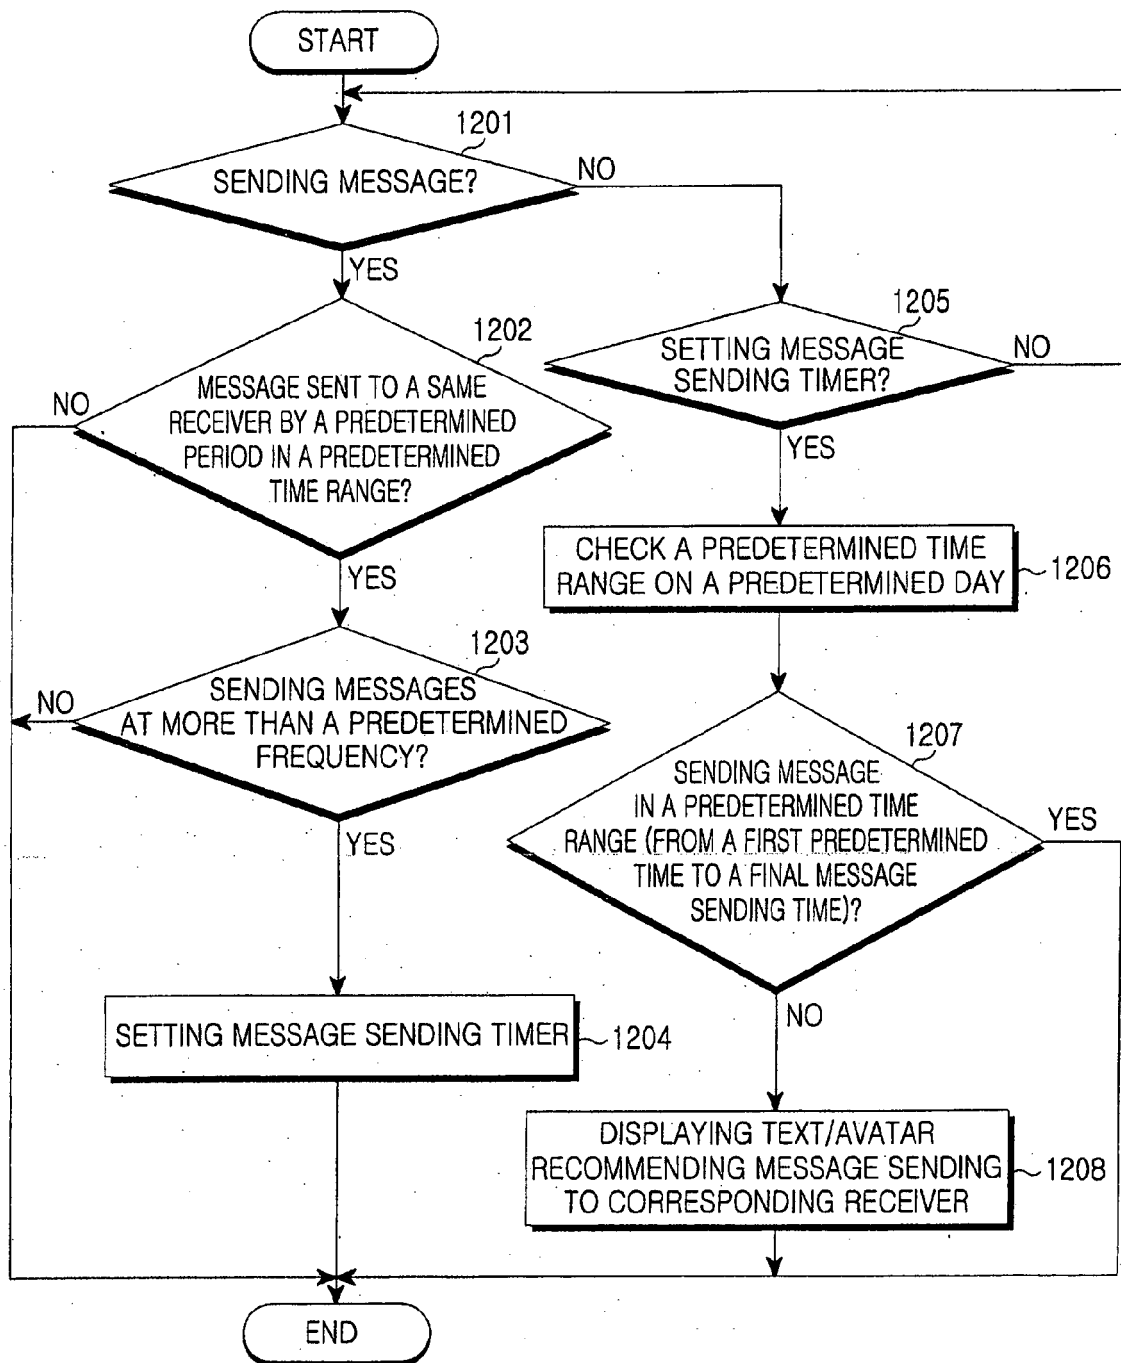 START
1201
SENDING MESSAGE?
NO
YES
1202
MESSAGE SENT TO A SAME
RECEIVER BY A PREDETERMINED
PERIOD IN A PREDETERMINED
TIME RANGE?
NO
YES
1203
SENDING MESSAGES
AT MORE THAN A PREDETERMINED
FREQUENCY?
NO
YES
SETTING MESSAGE SENDING TIMER
1204
1205
SETTING MESSAGE
SENDING TIMER?
NO
YES
CHECK A PREDETERMINED TIME
RANGE ON A PREDETERMINED DAY
1206
1207
SENDING MESSAGE
IN A PREDETERMINED TIME
RANGE (FROM A FIRST PREDETERMINED
TIME TO A FINAL MESSAGE
SENDING TIME)?
YES
NO
DISPLAYING TEXT/AVATAR
RECOMMENDING MESSAGE SENDING
TO CORRESPONDING RECEIVER
1208
END